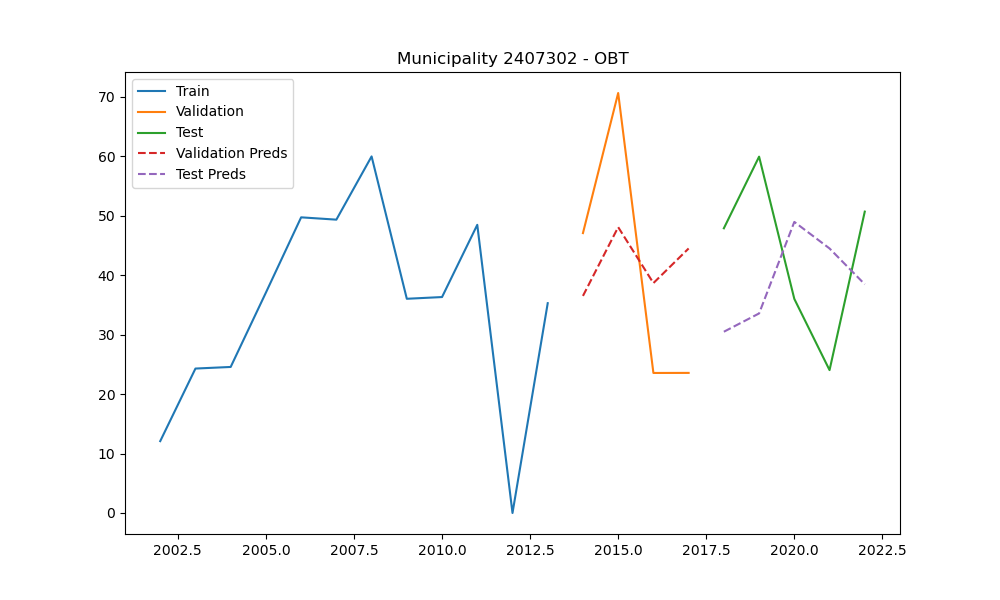 Municipality 2407302 - OBT
Train
Validation
Test
Validation Preds
Test Preds
70
60
50
40
30
20
10
0
2002.5 2005.0 2007.5 2010.0 2012.5 2015.0 2017.5 2020.0 2022.5